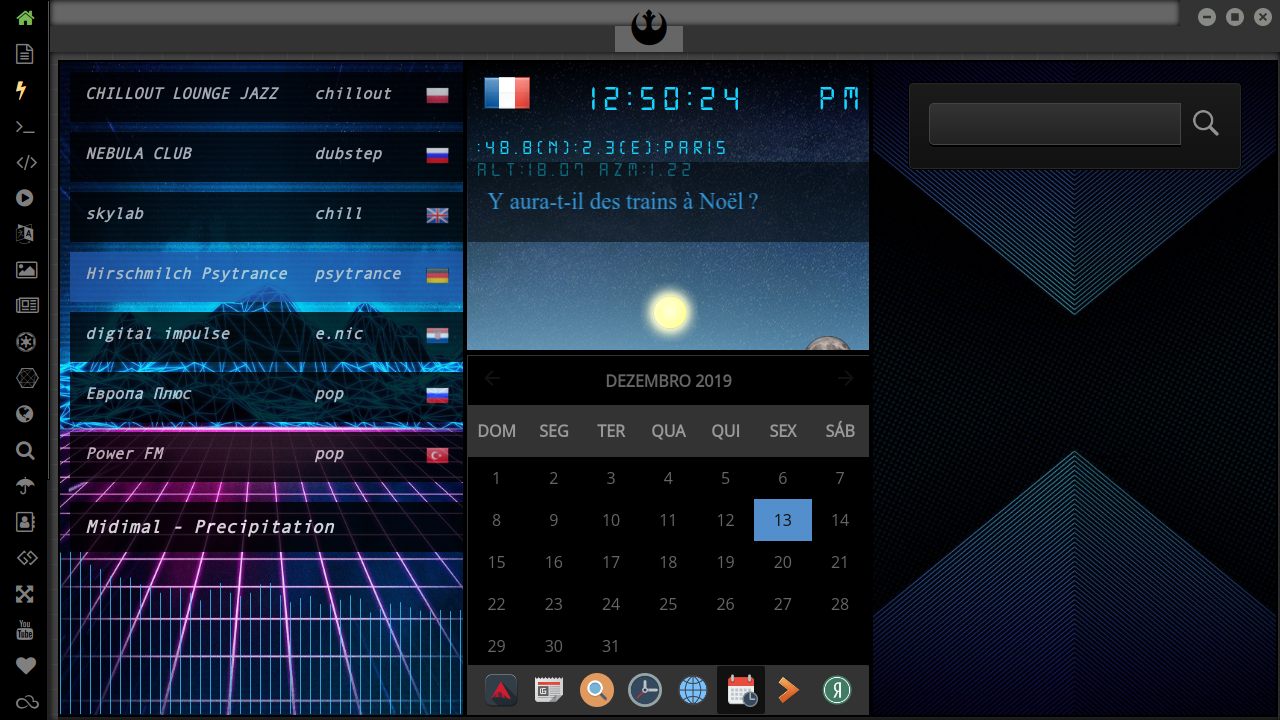 CHILLOUT LOUNGE JAZZ chillout
NEBULA CLUB dubstep
skylab chill
Hirschmilch Psytrance psytrance
digital impulse e.nic
Европа Плюс pop
Power FM pop
Midimal - Precipitation
12:50:24 PM
:48.8(N):2.3(E):PARIS
ALT:18.07 AZM:1.22
Y aura-t-il des trains à Noël ?
DEZEMBRO 2019
DOM SEG TER QUA QUI SEX SÁB
1 2 3 4 5 6 7
8 9 10 11 12 13 14
15 16 17 18 19 20 21
22 23 24 25 26 27 28
29 30 31
You
Tube
Я